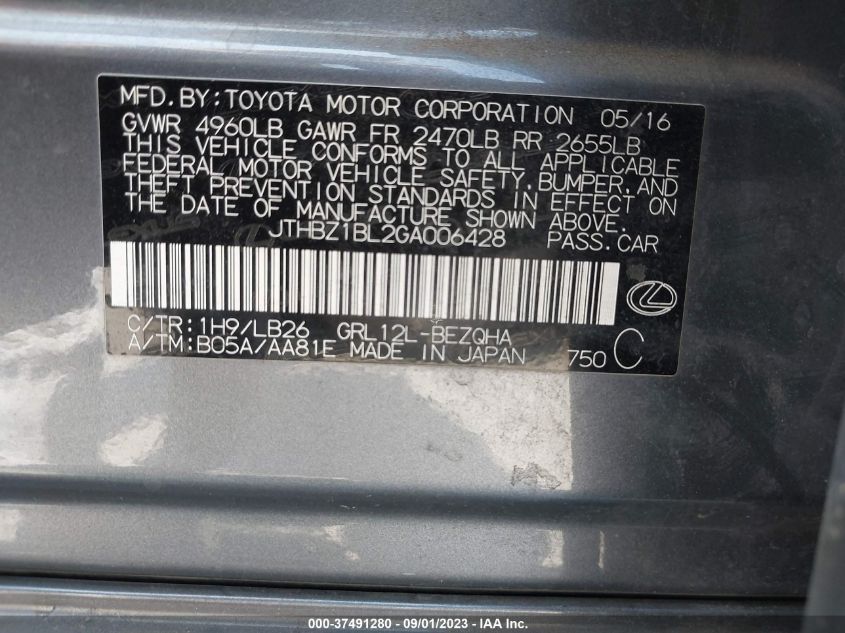 MFD. BY: TOYOTA MOTOR CORPORATION 05/16
GVWR 4960LB GAWR FR 2470LB RR 2655LB
THIS VEHICLE CONFORMS TO ALL APPLICABLE
FEDERAL MOTOR VEHICLE SAFETY, BUMPER, AND
THEFT PREVENTION STANDARDS IN EFFECT ON
THE DATE OF MANUFACTURE SHOWN ABOVE.
JTHBZ1BL2GA006428 PASS. CAR
C/TR: 1H9/LB26 GRL12L-BEZQHA
A/TM: B05A/AA81E MADE IN JAPAN 750 C
000-37491280 - 09/01/2023 - IAA Inc.